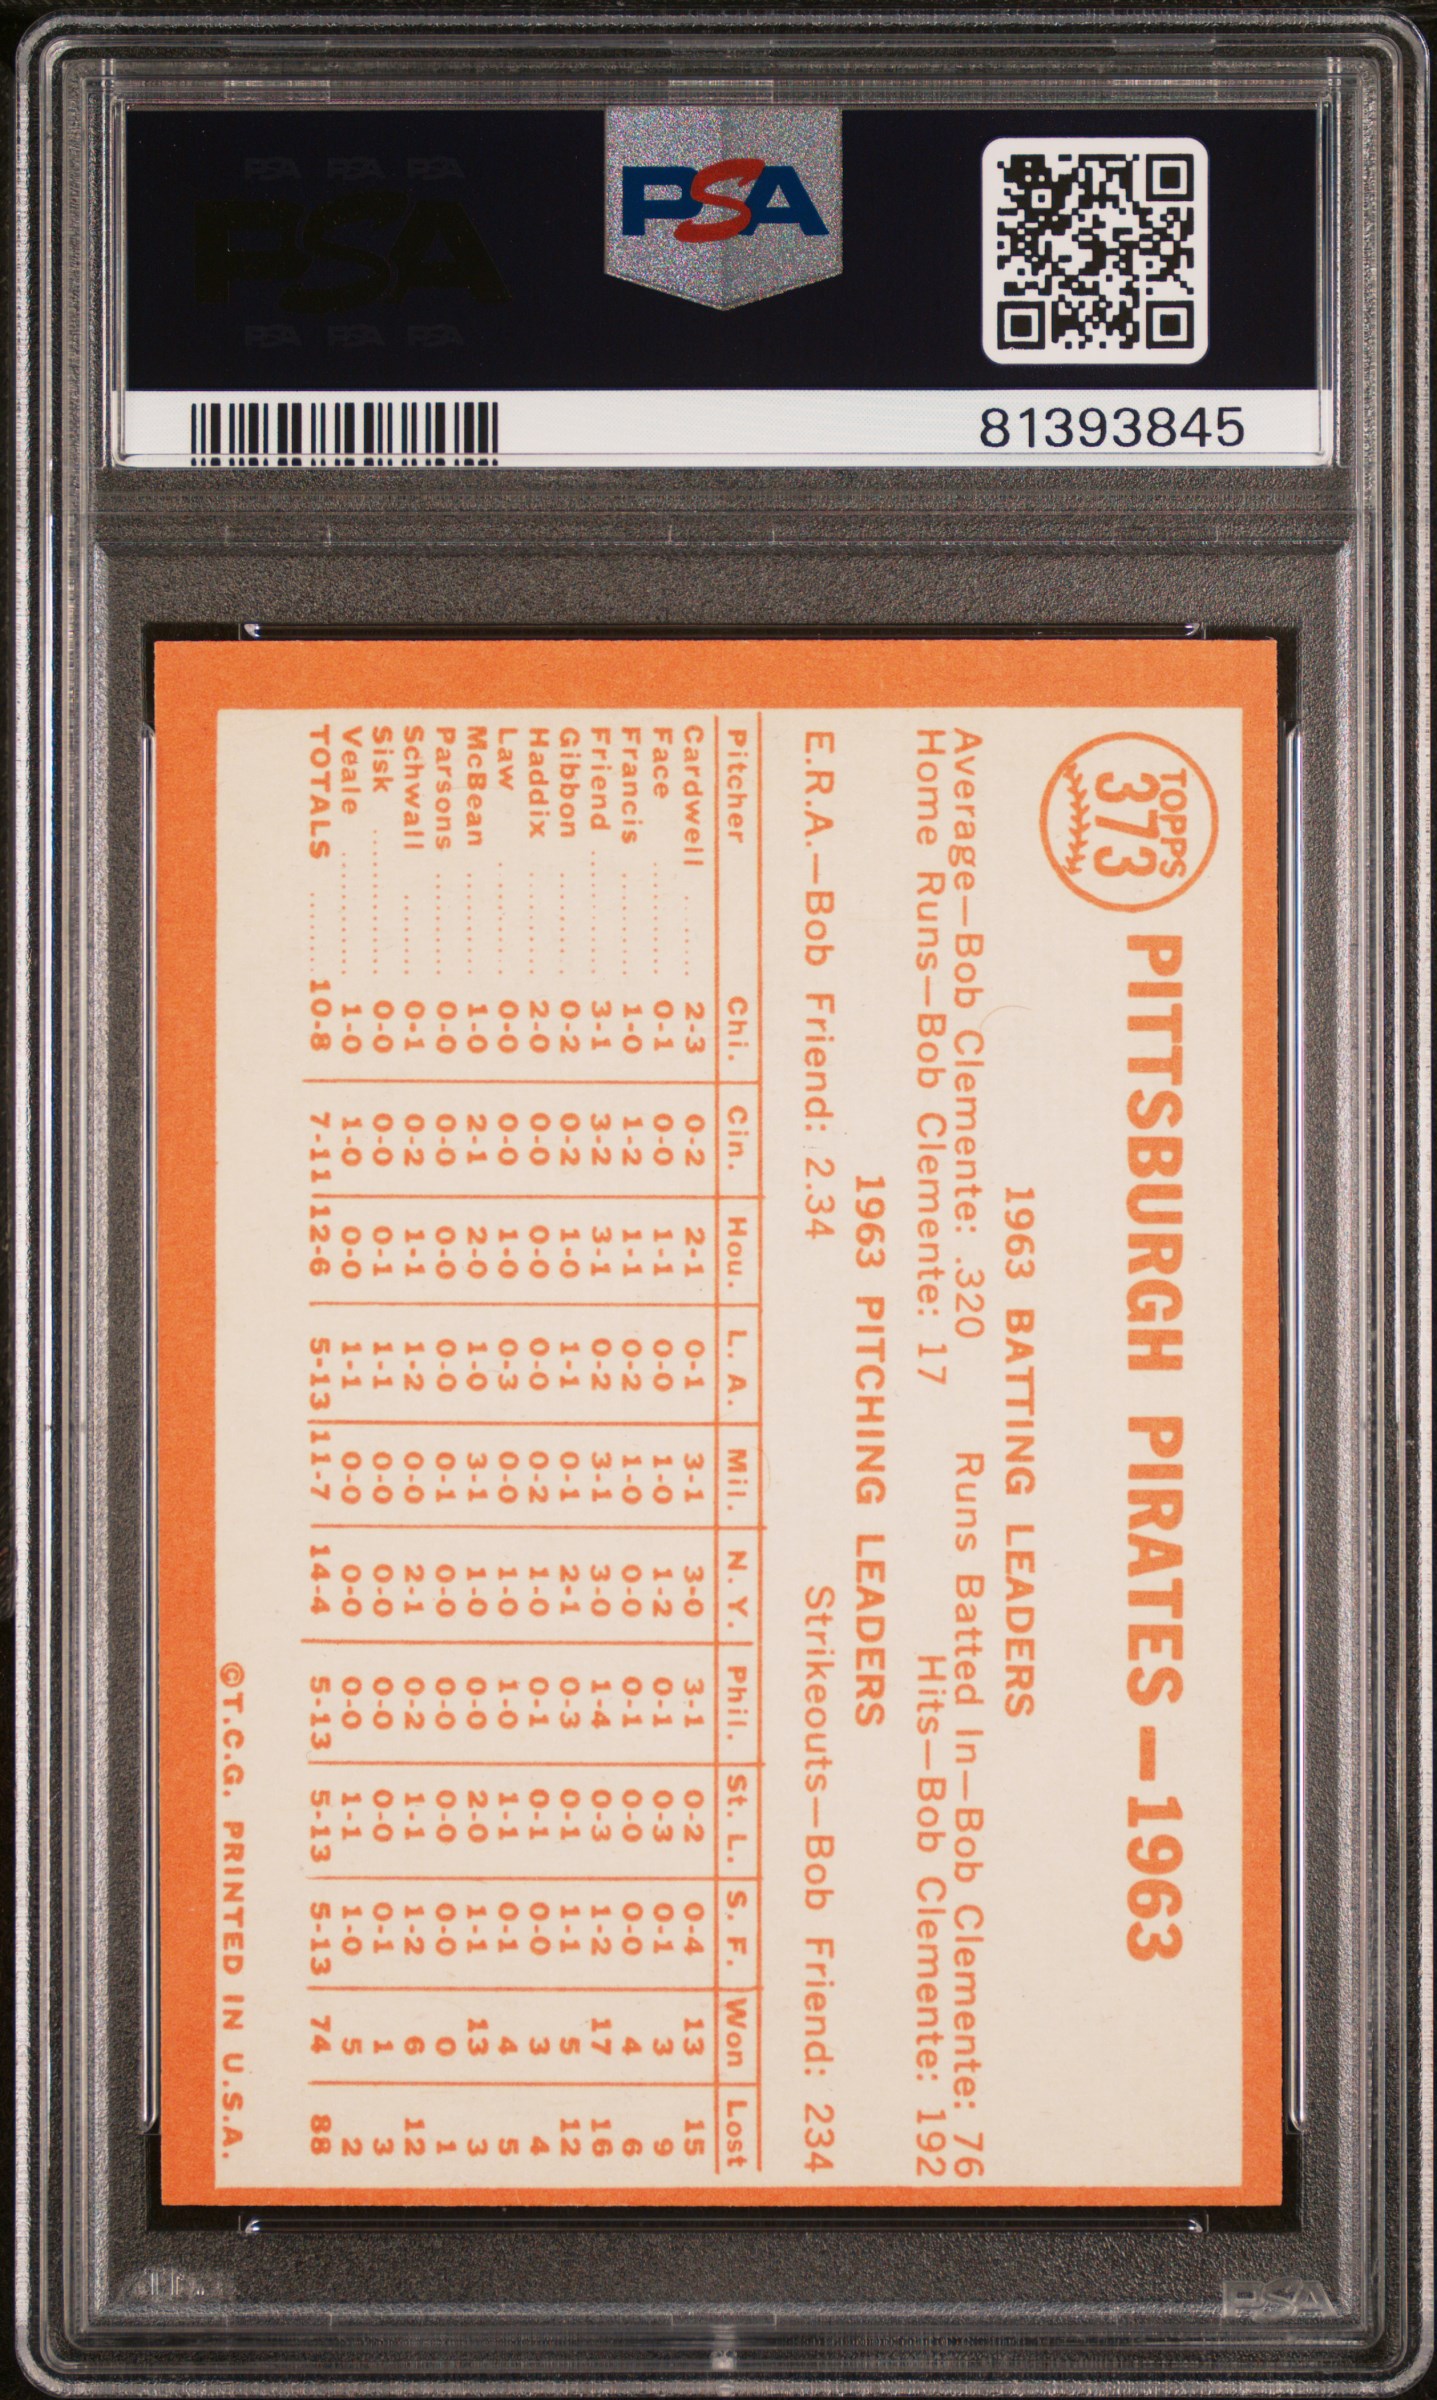 PSA PSA PSA
PSA
PSA PSA PSA
PSA
81393845
TOPPS
373
PITTSBURGH PIRATES—1963
1963 BATTING LEADERS
Average—Bob Clemente: .320 Runs Batted In—Bob Clemente: 76
Home Runs—Bob Clemente: 17 Hits—Bob Clemente: 192
1963 PITCHING LEADERS
E.R.A.—Bob Friend: 2.34 Strikeouts—Bob Friend: 234
Pitcher Chi. Cin. Hou. L. A. Mil. N. Y. Phil. St. L. S. F. Won Lost
Cardwell ....... 2-3 0-2 2-1 0-1 3-1 3-0 3-1 0-2 0-4 13 15
Face .......... 0-1 0-0 1-1 0-0 1-0 1-2 0-1 0-3 0-1 3 9
Francis ......... 1-0 1-2 1-1 0-2 1-0 0-0 0-1 0-0 0-0 4 6
Friend .......... 3-1 3-2 3-1 0-2 3-1 3-0 1-4 0-3 1-2 17 16
Gibbon ......... 0-2 0-2 1-0 1-1 0-1 2-1 0-3 0-1 1-1 5 12
Haddix ......... 2-0 0-0 0-0 0-0 0-2 1-0 0-1 0-1 0-0 3 4
Law .......... 0-0 0-0 1-0 0-3 0-0 1-0 1-0 1-1 0-1 4 5
McBean ......... 1-0 2-1 2-0 1-0 3-1 1-0 0-0 2-0 1-1 13 3
Parsons ......... 0-0 0-0 0-0 0-0 0-1 0-0 0-0 0-0 0-0 0 1
Schwall ........ 0-1 0-2 1-1 1-2 0-0 2-1 0-2 1-1 1-2 6 12
Sisk ............ 0-0 0-0 0-1 1-1 0-0 0-0 0-0 0-0 0-1 1 3
Veale .......... 1-0 1-0 0-0 1-1 0-0 0-0 0-0 1-1 1-0 5 2
TOTALS ....... 10-8 7-11 12-6 5-13 11-7 14-4 5-13 5-13 5-13 74 88
©T.C.G. PRINTED IN U.S.A.
PSA